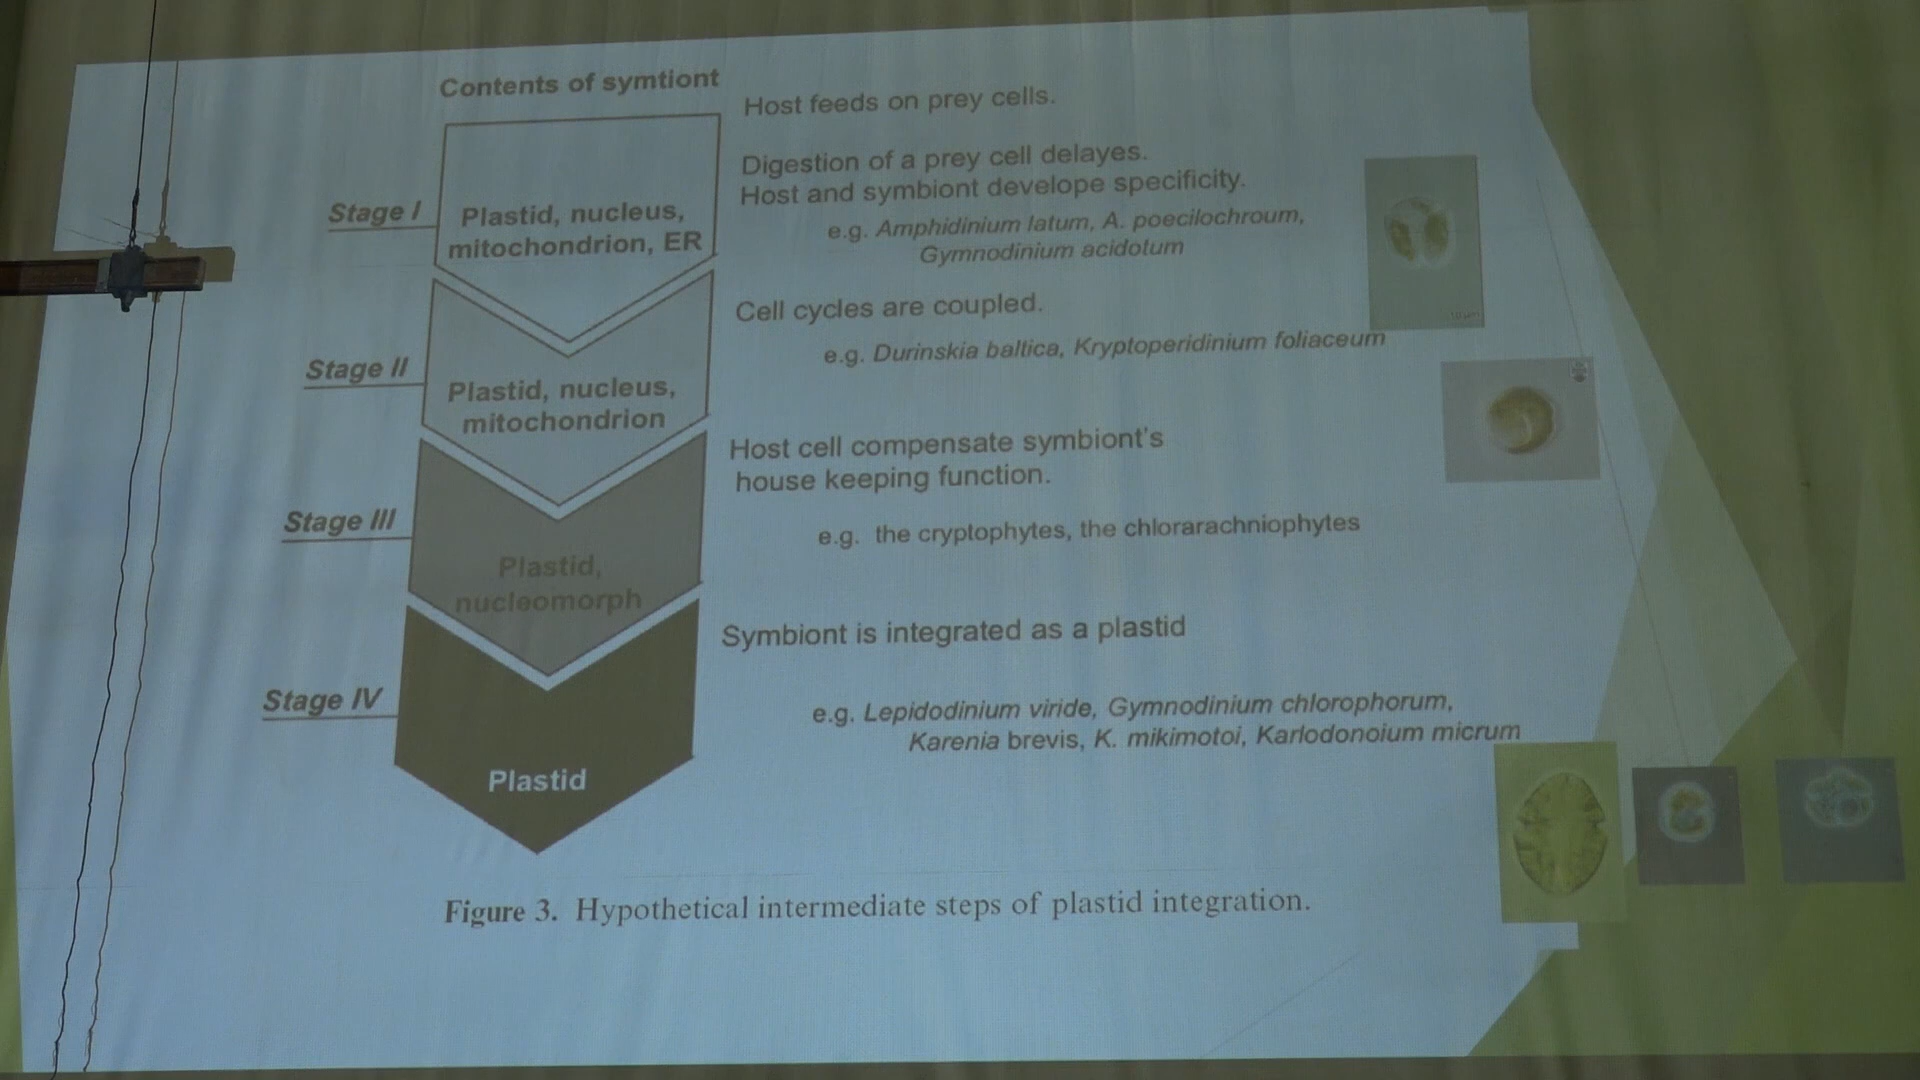 Contents of symtiont
Host feeds on prey cells.
Digestion of a prey cell delayes.
Host and symbiont develope specificity.
Stage I
Plastid, nucleus,
mitochondrion, ER
e.g. Amphidinium latum, A. poecilochroum,
Gymnodinium acidotum
Cell cycles are coupled.
e.g. Durinskia baltica, Kryptoperidinium foliaceum
Stage II
Plastid, nucleus,
mitochondrion
Host cell compensate symbiont's
house keeping function.
Stage III
e.g. the cryptophytes, the chlorarachniophytes
Plastid,
nucleomorph
Symbiont is integrated as a plastid
Stage IV
e.g. Lepidodinium viride, Gymnodinium chlorophorum,
Karenia brevis, K. mikimotoi, Karlodonoium micrum
Plastid
Figure 3. Hypothetical intermediate steps of plastid integration.
10 µm